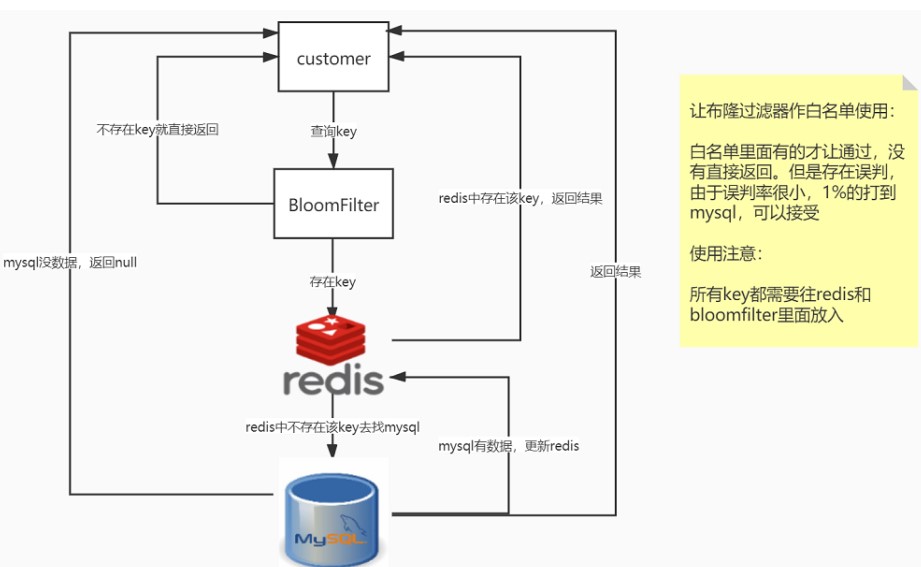 customer
不存在key就直接返回
查询key
BloomFilter
redis中存在该key，返回结果
mysql没数据，返回null
返回结果
存在key
redis
redis中不存在该key去找mysql
mysql有数据，更新redis
MySQL
让布隆过滤器作白名单使用：
白名单里面有的才让通过，没
有直接返回。但是存在误判，
由于误判率很小，1%的打到
mysql，可以接受
使用注意：
所有key都需要往redis和
bloomfilter里面放入